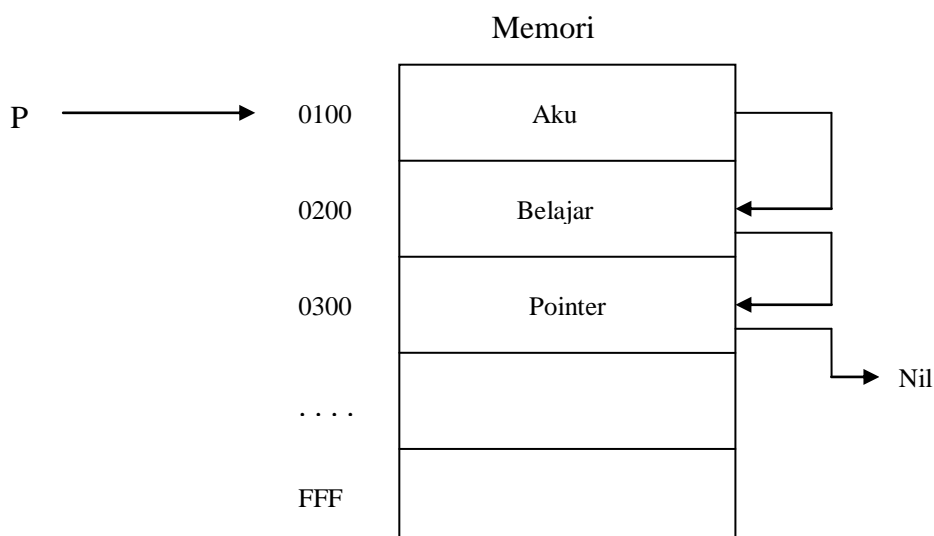 Memori
P
0100
Aku
0200
Belajar
0300
Pointer
Nil
. . . .
FFF